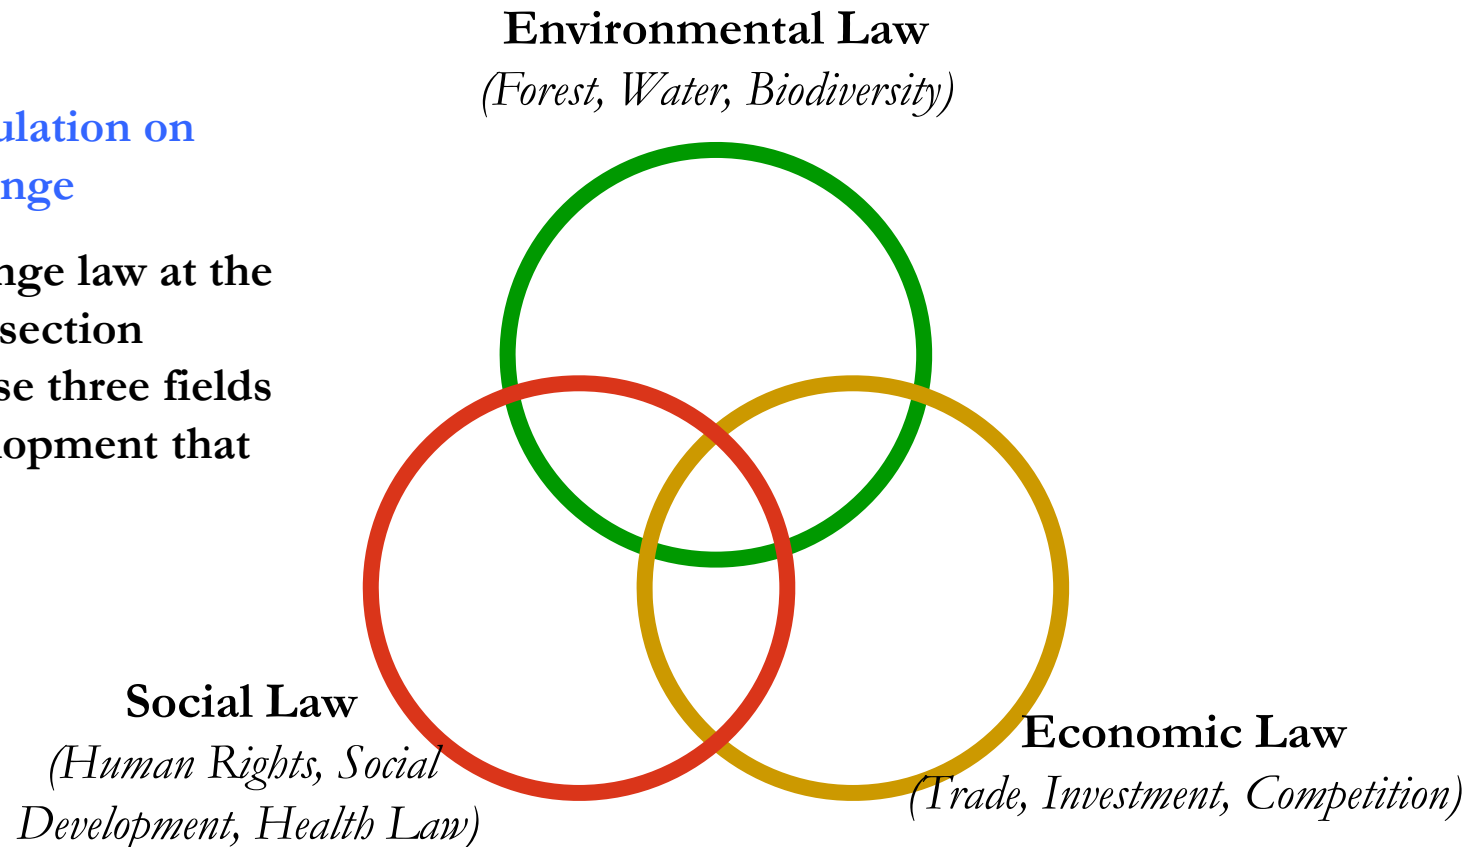 Environmental Law
(Forest, Water, Biodiversity)
ulation on
nge
nge law at the
section
se three fields
lopment that
Social Law
(Human Rights, Social
Development, Health Law)
Economic Law
(Trade, Investment, Competition)